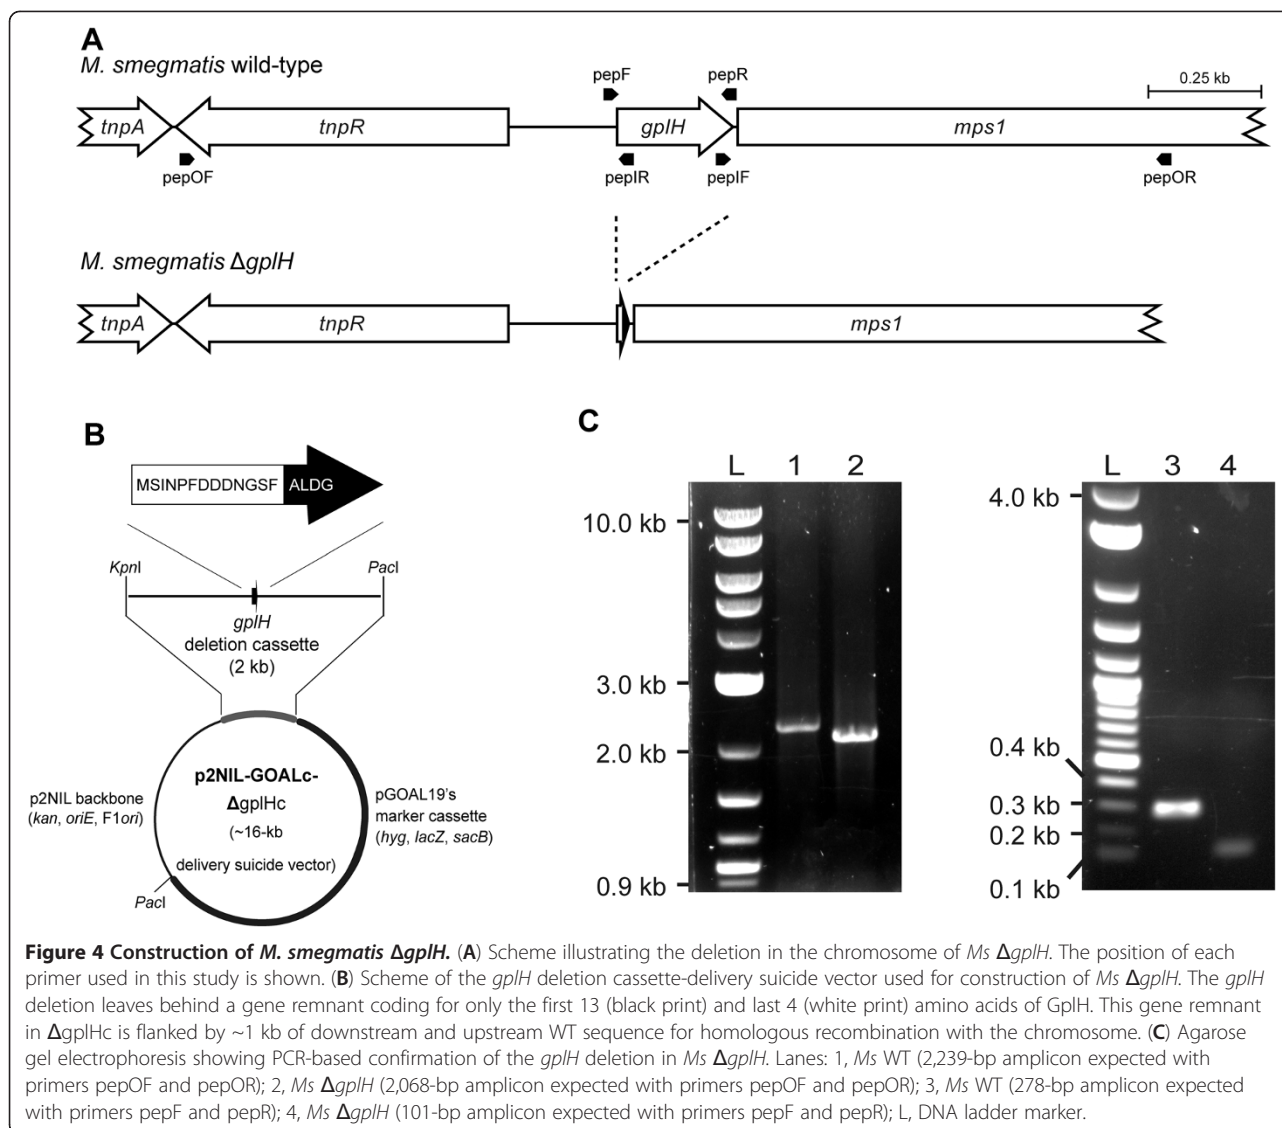 A
M. smegmatis wild-type
pepF
pepR
0.25 kb
tnpA
tnpR
gplH
mps1
pepOF
pepIR
pepIF
pepOR
M. smegmatis ΔgplH
tnpA
tnpR
mps1
B
MSINPFDDDNGSF ALDG
KpnI
PacI
gplH
deletion cassette
(2 kb)
p2NIL-GOALc-
ΔgplHc
(~16-kb
delivery suicide vector)
p2NIL backbone
(kan, oriE, F1ori)
pGOAL19's
marker cassette
(hyg, lacZ, sacB)
PacI
C
L 1 2
10.0 kb
3.0 kb
2.0 kb
0.9 kb
L 3 4
4.0 kb
0.4 kb
0.3 kb
0.2 kb
0.1 kb
Figure 4 Construction of M. smegmatis ΔgplH. (A) Scheme illustrating the deletion in the chromosome of Ms ΔgplH. The position of each
primer used in this study is shown. (B) Scheme of the gplH deletion cassette-delivery suicide vector used for construction of Ms ΔgplH. The gplH
deletion leaves behind a gene remnant coding for only the first 13 (black print) and last 4 (white print) amino acids of GplH. This gene remnant
in ΔgplHc is flanked by ~1 kb of downstream and upstream WT sequence for homologous recombination with the chromosome. (C) Agarose
gel electrophoresis showing PCR-based confirmation of the gplH deletion in Ms ΔgplH. Lanes: 1, Ms WT (2,239-bp amplicon expected with
primers pepOF and pepOR); 2, Ms ΔgplH (2,068-bp amplicon expected with primers pepOF and pepOR); 3, Ms WT (278-bp amplicon expected
with primers pepF and pepR); 4, Ms ΔgplH (101-bp amplicon expected with primers pepF and pepR); L, DNA ladder marker.